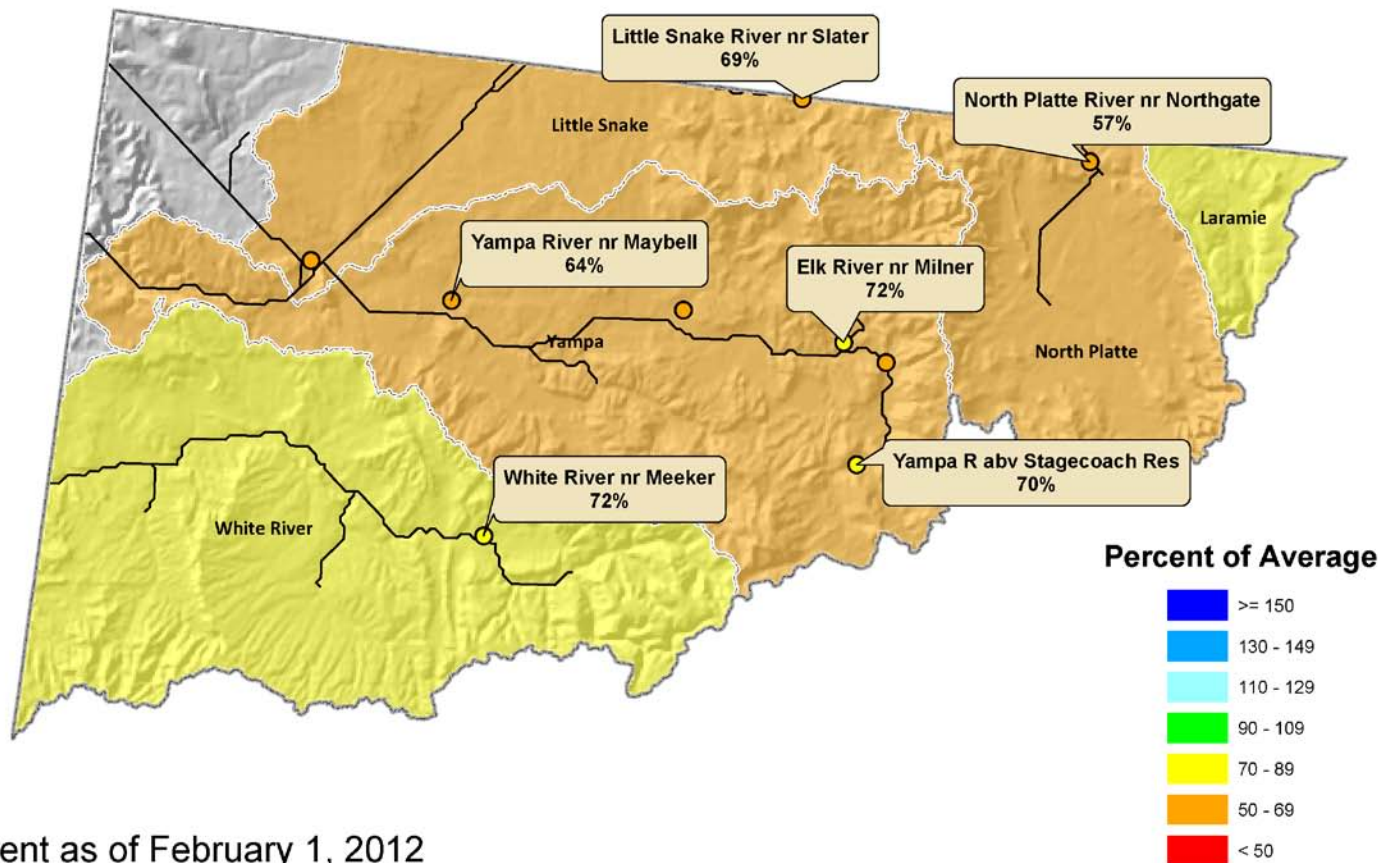 Little Snake River nr Slater
69%
North Platte River nr Northgate
57%
Little Snake
Laramie
Yampa River nr Maybell
64%
Elk River nr Milner
72%
Yampa
North Platte
Yampa R abv Stagecoach Res
70%
White River nr Meeker
72%
White River
Percent of Average
>= 150
130 - 149
110 - 129
90 - 109
70 - 89
50 - 69
< 50
ent as of February 1, 2012